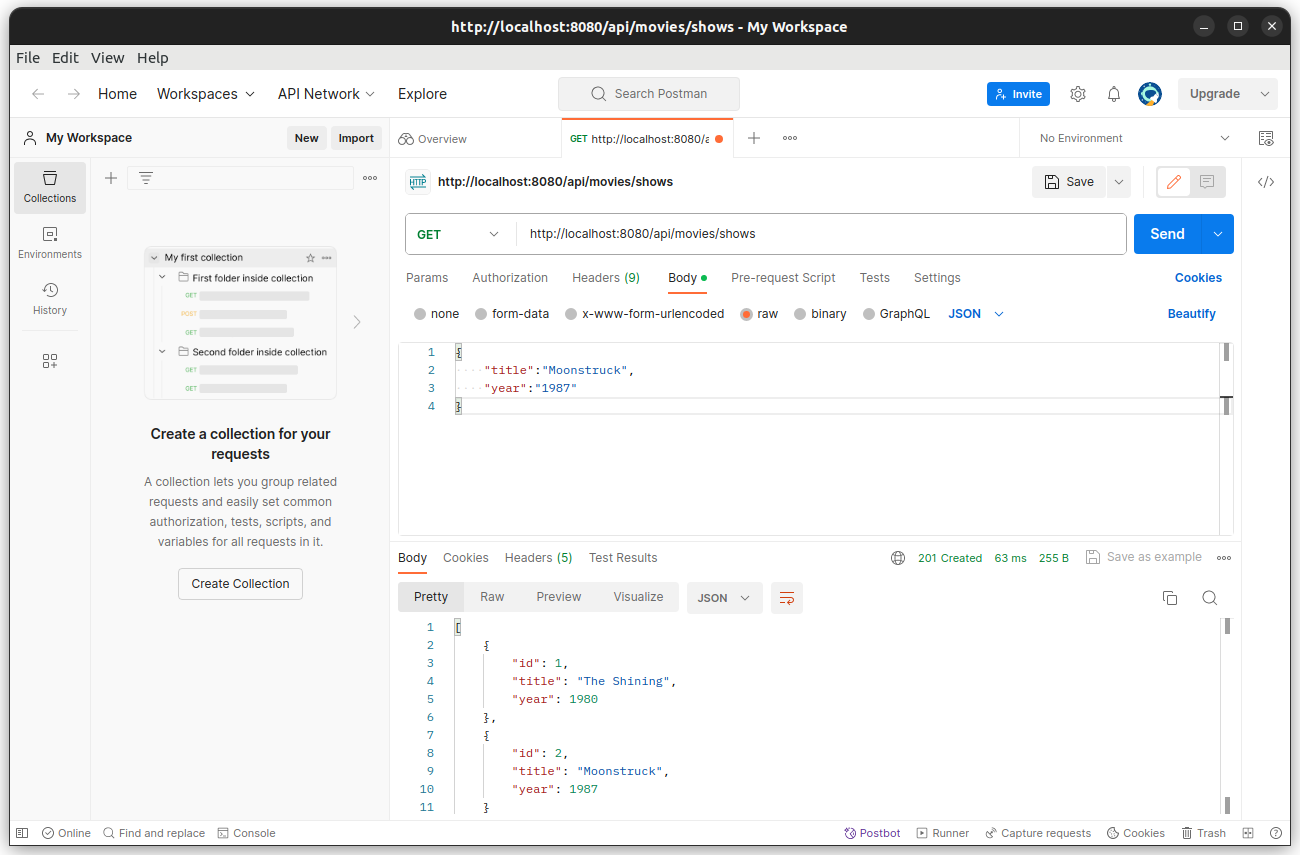 http://localhost:8080/api/movies/shows - My Workspace
File Edit View Help
Home Workspaces API Network Explore Search Postman Invite Upgrade
My Workspace New Import Overview GET http://localhost:8080/a No Environment
Collections
Environments
History
My first collection
First folder inside collection
GET
POST
GET
Second folder inside collection
GET
GET
Create a collection for your
requests
A collection lets you group related
requests and easily set common
authorization, tests, scripts, and
variables for all requests in it.
Create Collection
HTTP http://localhost:8080/api/movies/shows Save
GET http://localhost:8080/api/movies/shows Send
Params Authorization Headers (9) Body Pre-request Script Tests Settings Cookies
none form-data x-www-form-urlencoded raw binary GraphQL JSON Beautify
1 {
2 "title":"Moonstruck",
3 "year":"1987"
4 }
Body Cookies Headers (5) Test Results 201 Created 63 ms 255 B Save as example
Pretty Raw Preview Visualize JSON
1 [
2 {
3 "id": 1,
4 "title": "The Shining",
5 "year": 1980
6 },
7 {
8 "id": 2,
9 "title": "Moonstruck",
10 "year": 1987
11 }
Online Find and replace Console Postbot Runner Capture requests Cookies Trash